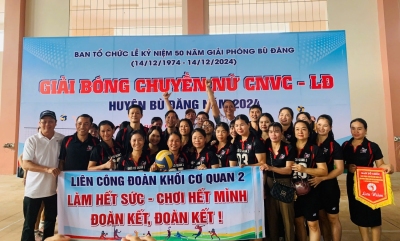 BAN TỔ CHỨC LỄ KỶ NIỆM 50 NĂM GIẢI PHÓNG BÙ ĐĂNG
(14/12/1974 - 14/12/2024)
GIẢI BÓNG CHUYỀN NỮ CNVC - LĐ
HUYỆN BÙ ĐĂNG NĂM 2024
LIÊN CÔNG ĐOÀN KHỐI CƠ QUAN 2
LÀM HẾT SỨC - CHƠI HẾT MÌNH
ĐOÀN KẾT, ĐOÀN KẾT !